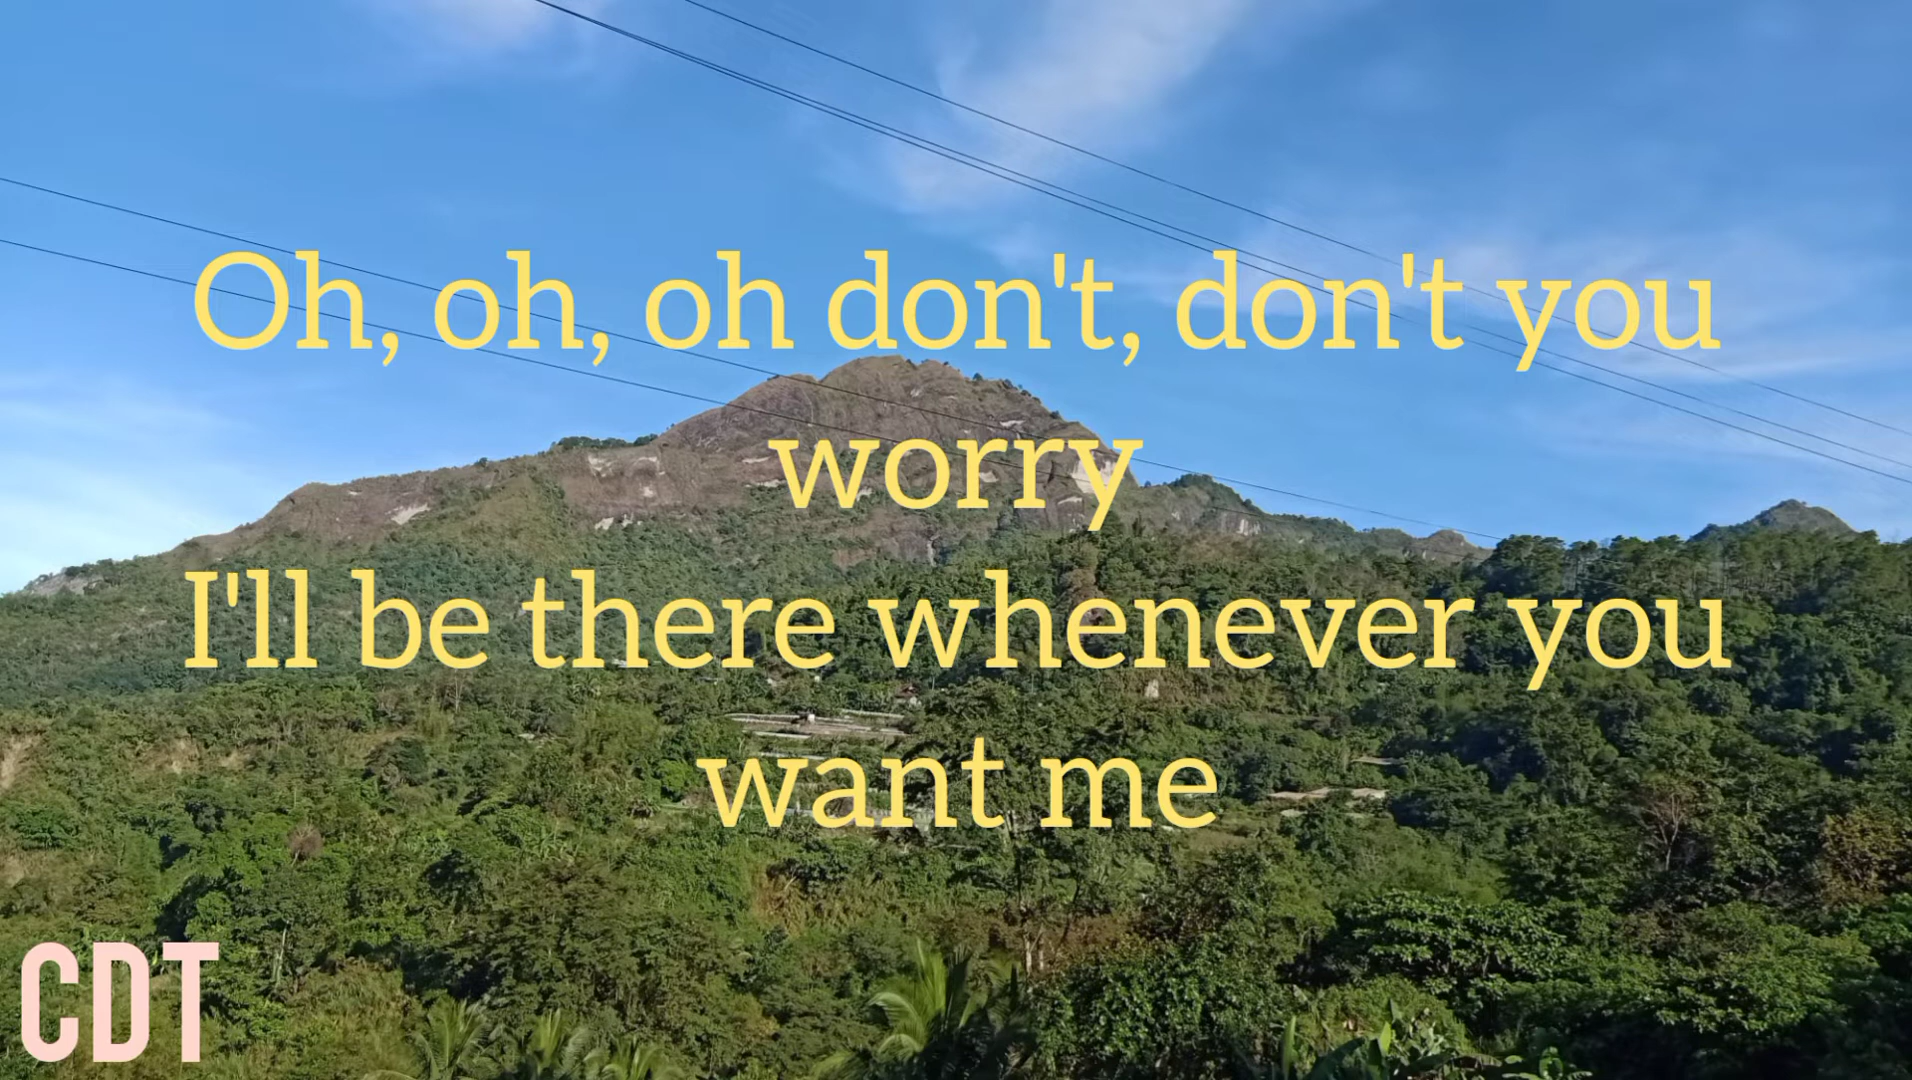 Oh, oh, oh don't, don't you
worry
I'll be there whenever you
want me
CDT